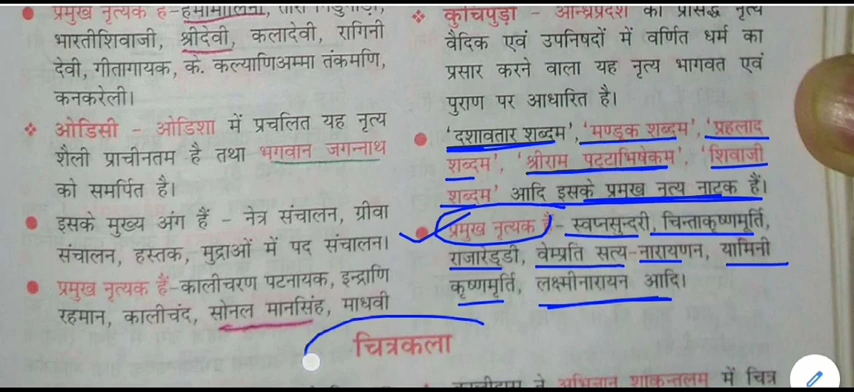 प्रमुख नृत्यक हैं-हेमामालिनी,
भारतीशिवाजी, श्रीदेवी, कलादेवी, रागिनी
देवी, गीतागायक, के. कल्याणिअम्मा तंकमणि,
कनकरेली।
❖ ओडिसी - ओडिशा में प्रचलित यह नृत्य
शैली प्राचीनतम है तथा भगवान जगन्नाथ
को समर्पित है।
● इसके मुख्य अंग हैं - नेत्र संचालन, ग्रीवा
संचालन, हस्तक, मुद्राओं में पद संचालन।
● प्रमुख नृत्यक हैं-कालीचरण पटनायक, इन्द्राणि
रहमान, कालीचंद, सोनल मानसिंह, माधवी
❖ कुचिपुड़ी - आन्ध्रप्रदेश का प्रसिद्ध नृत्य
वैदिक एवं उपनिषदों में वर्णित धर्म का
प्रसार करने वाला यह नृत्य भागवत एवं
पुराण पर आधारित है।
● 'दशावतार शब्दम', 'मण्डूक शब्दम', 'प्रहलाद
शब्दम', 'श्रीराम पट्टाभिषेकम' 'शिवाजी
शब्दम' आदि इसके प्रमुख नृत्य नाटक हैं।
● प्रमुख नृत्यक हैं- स्वप्नसुन्दरी, चिन्ताकृष्णमूर्ति,
राजारेड्डी, वेम्प्रति सत्य-नारायणन, यामिनी
कृष्णमूर्ति, लक्ष्मीनारायन आदि।
चित्रकला
ने अभिज्ञान शाकुन्तलम में चित्र